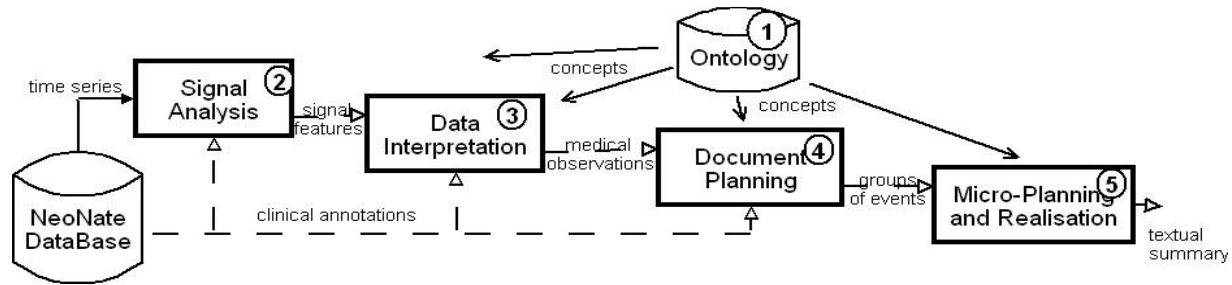 1
Ontology
concepts
concepts
time series
2
Signal
Analysis
signal
features
3
Data
Interpretation
medical
observations
4
Document
Planning
groups
of events
5
Micro-Planning
and Realisation
textual
summary
NeoNate
DataBase
clinical annotations